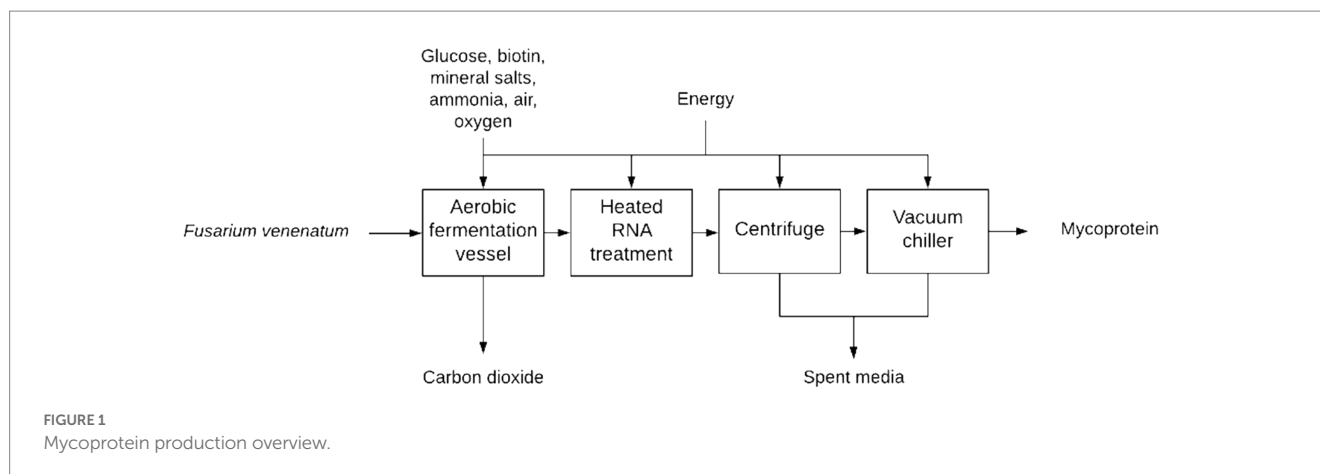 Glucose, biotin,
mineral salts,
ammonia, air,
oxygen
Energy
Fusarium venenatum
Aerobic
fermentation
vessel
Heated
RNA
treatment
Centrifuge
Vacuum
chiller
Mycoprotein
Carbon dioxide
Spent media
FIGURE 1
Mycoprotein production overview.